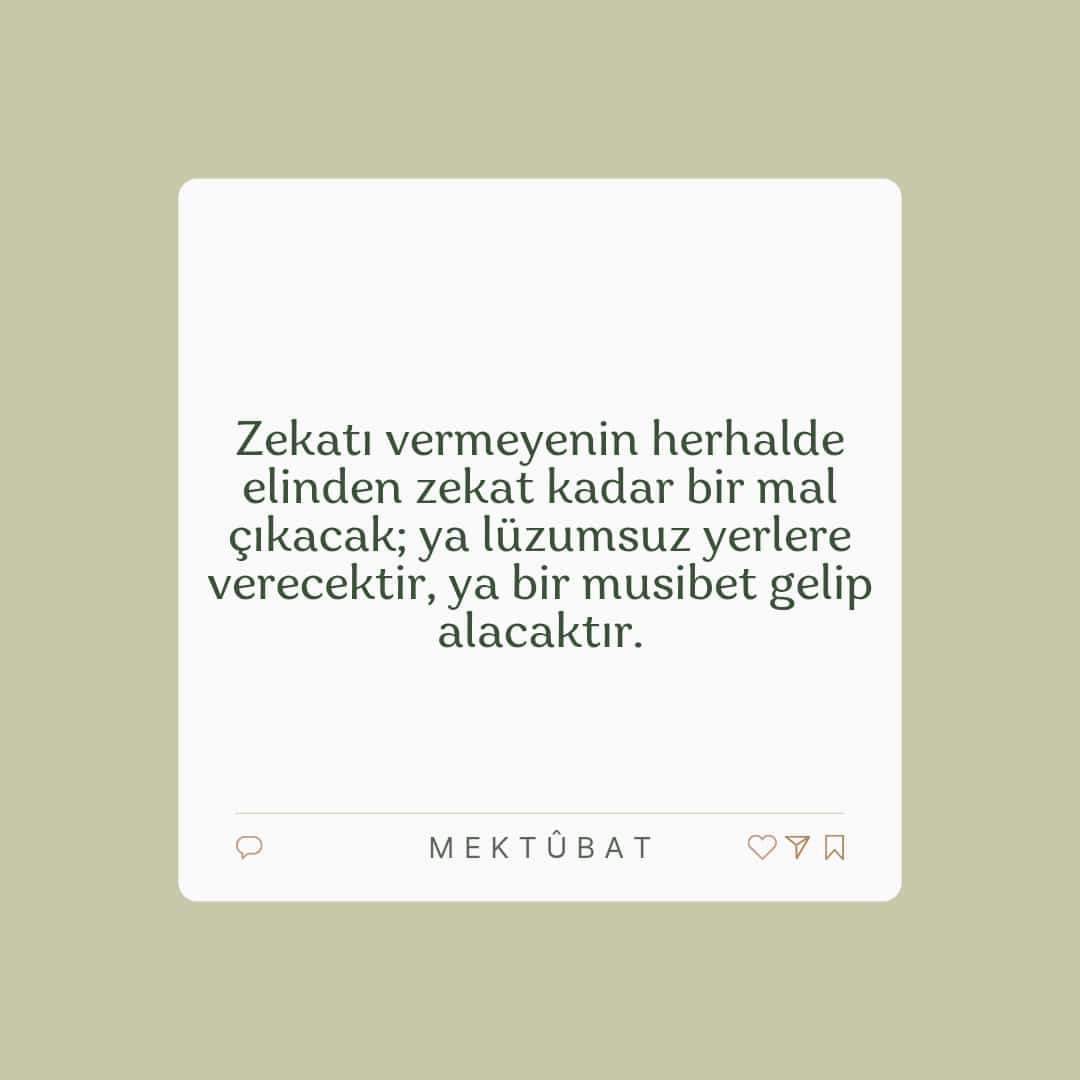 Zekatı vermeyenin herhalde
elinden zekat kadar bir mal
çıkacak; ya lüzumsuz yerlere
verecektir, ya bir musibet gelip
alacaktır.
MEKTÛBAT